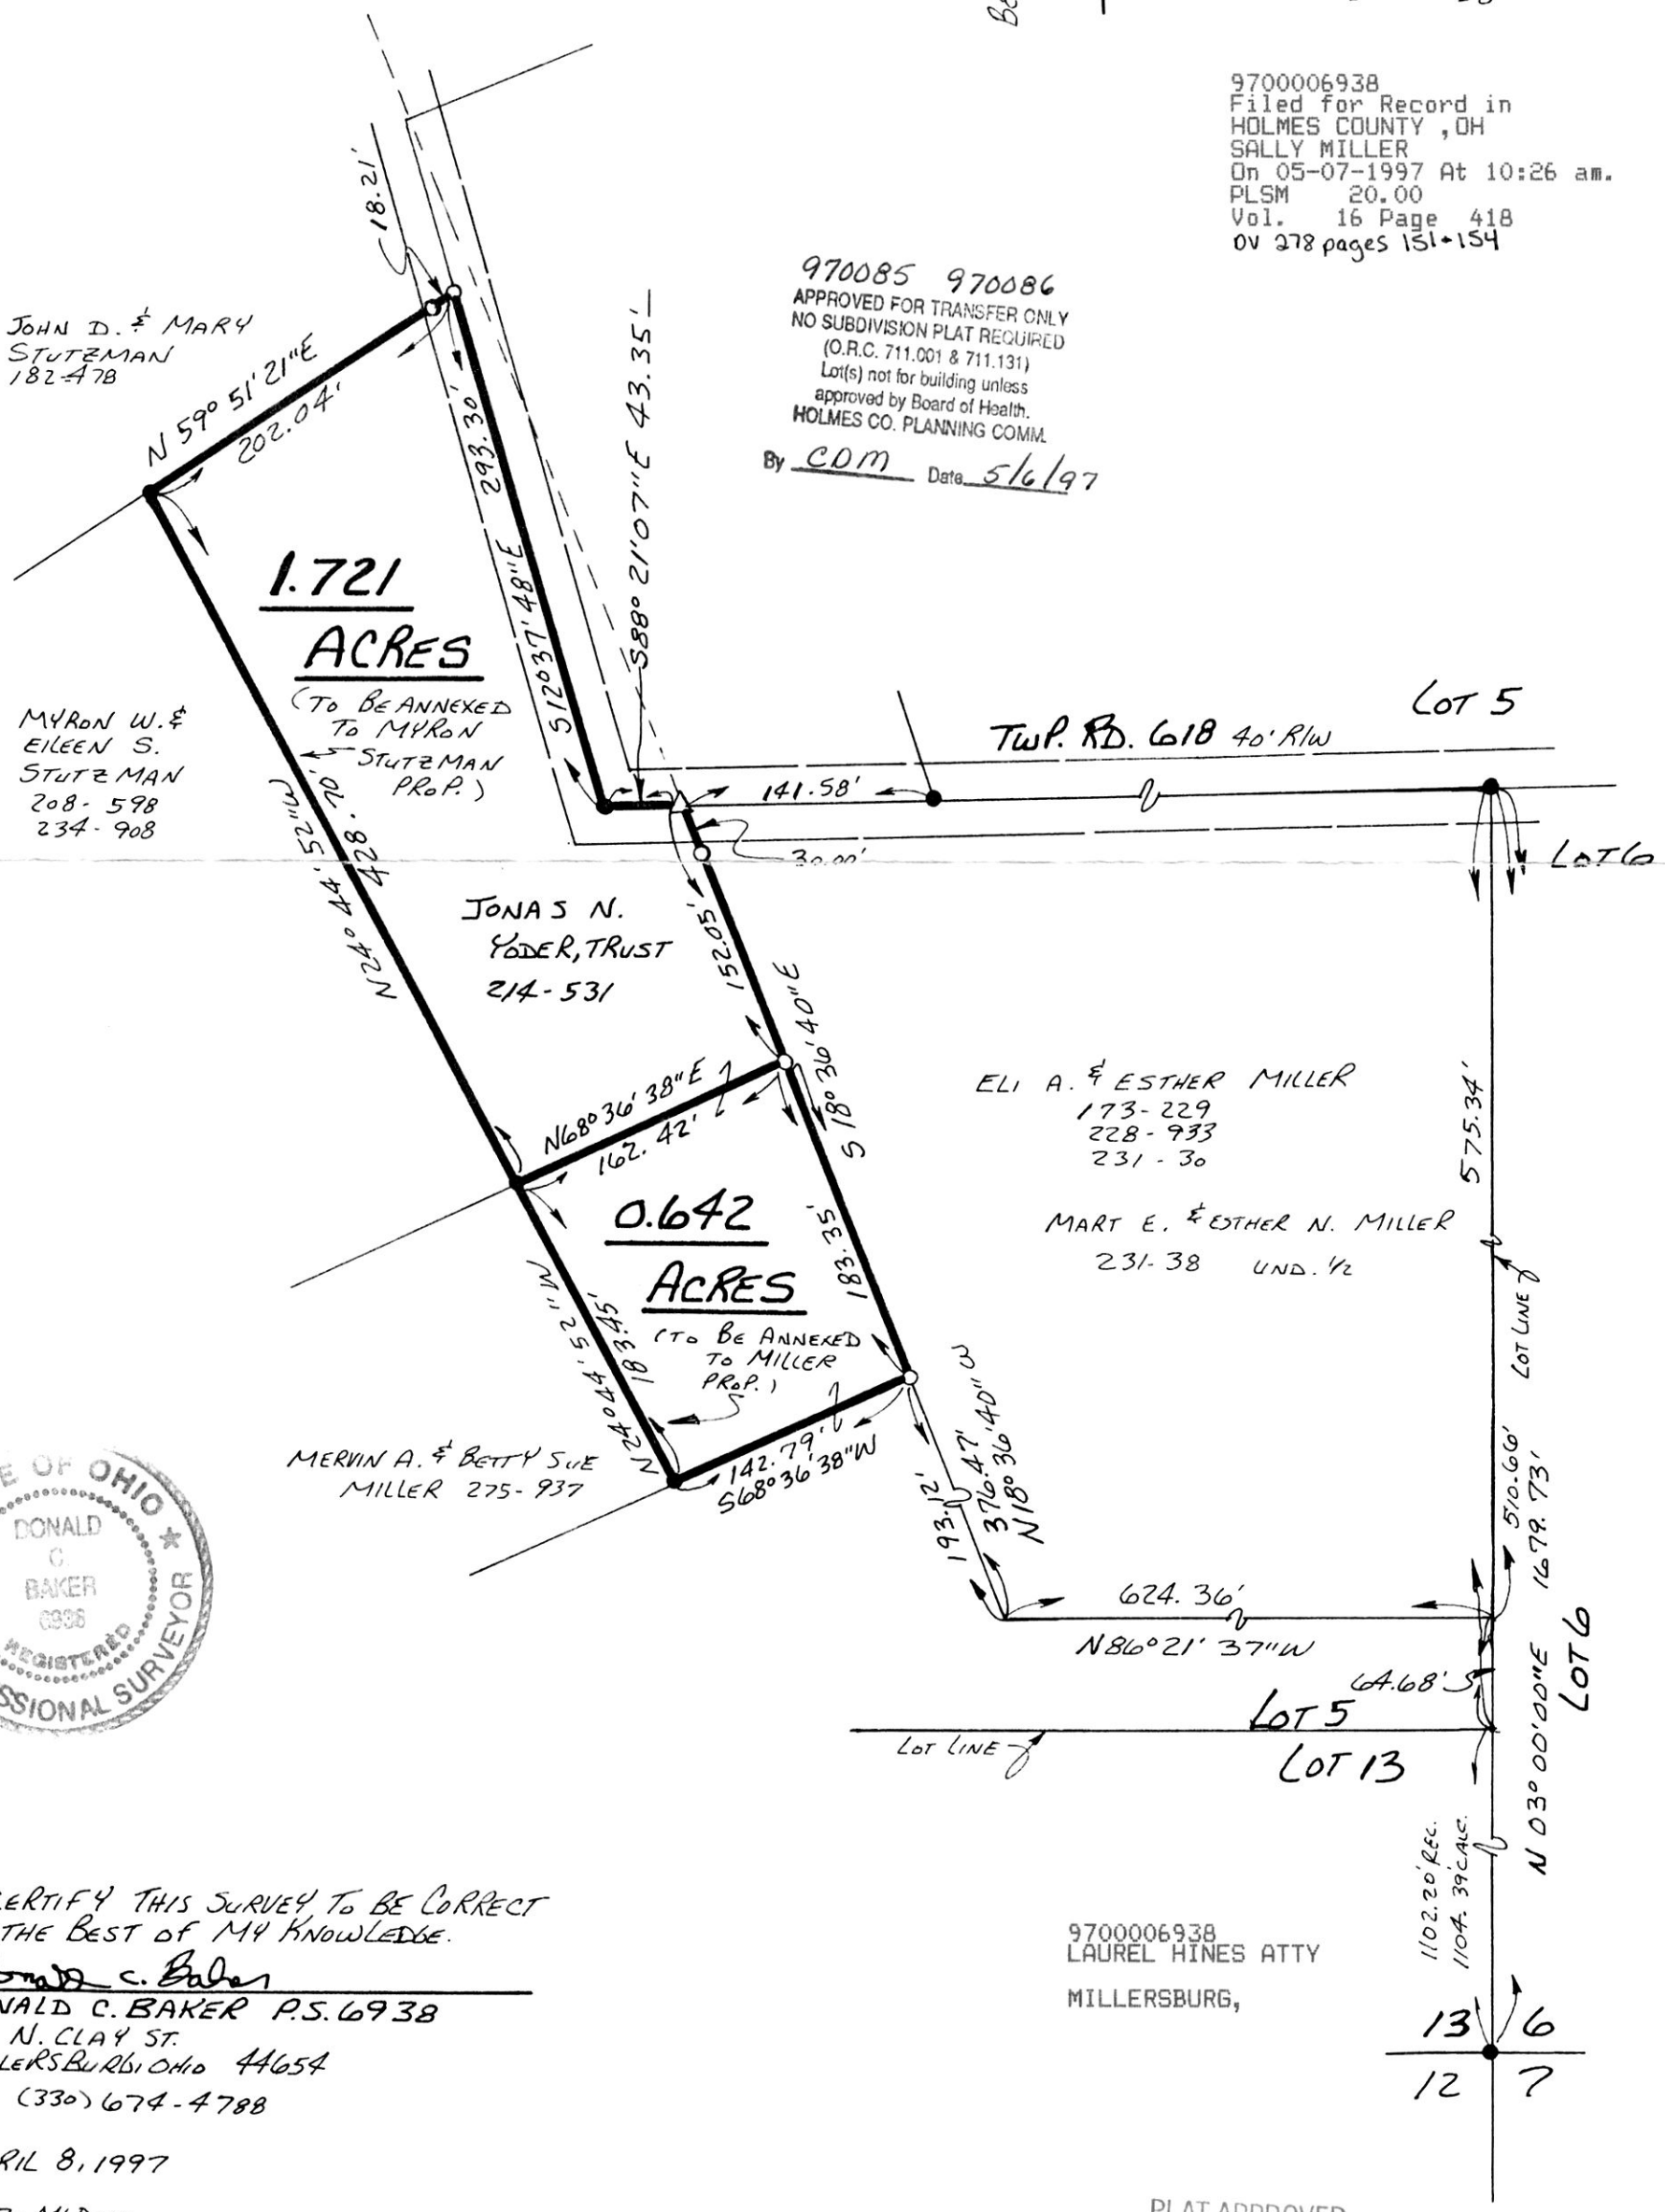 9700006938
Filed for Record in
HOLMES COUNTY ,OH
SALLY MILLER
On 05-07-1997 At 10:26 am.
PLSM 20.00
Vol. 16 Page 418
OV 278 pages 151-154
970085 970086
APPROVED FOR TRANSFER ONLY
NO SUBDIVISION PLAT REQUIRED
(O.R.C. 711.001 & 711.131)
Lot(s) not for building unless
approved by Board of Health.
HOLMES CO. PLANNING COMM.
By CDM Date 5/6/97
18.21'
JOHN D. & MARY
STUTZMAN
182-478
N 59° 51' 21"E
202.04'
S12°37'48"E 293.30'
S88° 21'07"E 43.35'
1.721
ACRES
(TO BE ANNEXED
TO MYRON
STUTZMAN
PROP.)
MYRON W. &
EILEEN S.
STUTZMAN
208-598
234-908
N24° 44' 52"W
428.70'
LOT 5
TWP. RD. 618 40' R/W
141.58'
30.00'
LOT 6
JONAS N.
YODER, TRUST
214-531
152.05'
S 18° 36' 40"E
N68°36'38"E
162.42'
ELI A. & ESTHER MILLER
173-229
228-933
231-30
MART E. & ESTHER N. MILLER
231-38 UND. 1/2
575.34'
0.642
ACRES
(TO BE ANNEXED
TO MILLER
PROP.)
183.35'
N24°44'52"W
183.45'
LOT LINE
MERVIN A. & BETTY SUE
MILLER 275-937
142.79'
S68°36'38"W
193.12'
376.47'
N18°36'40"W
510.66'
1679.73'
624.36'
N86°21'37"W
64.68'
LOT 5
LOT LINE
LOT 13
N 03° 00'00"E
LOT 6
E OF OHIO
DONALD
C.
BAKER
6938
REGISTERED
SSIONAL SURVEYOR
1102.20' REC.
1104.39 CALC.
ERTIFY THIS SURVEY TO BE CORRECT
THE BEST OF MY KNOWLEDGE.
C. Baker
NALD C. BAKER P.S. 6938
N. CLAY ST.
LERSBURG, OHIO 44654
(330) 674-4788
RIL 8, 1997
9700006938
LAUREL HINES ATTY
MILLERSBURG,
13 6
12 7
PLAT APPROVED